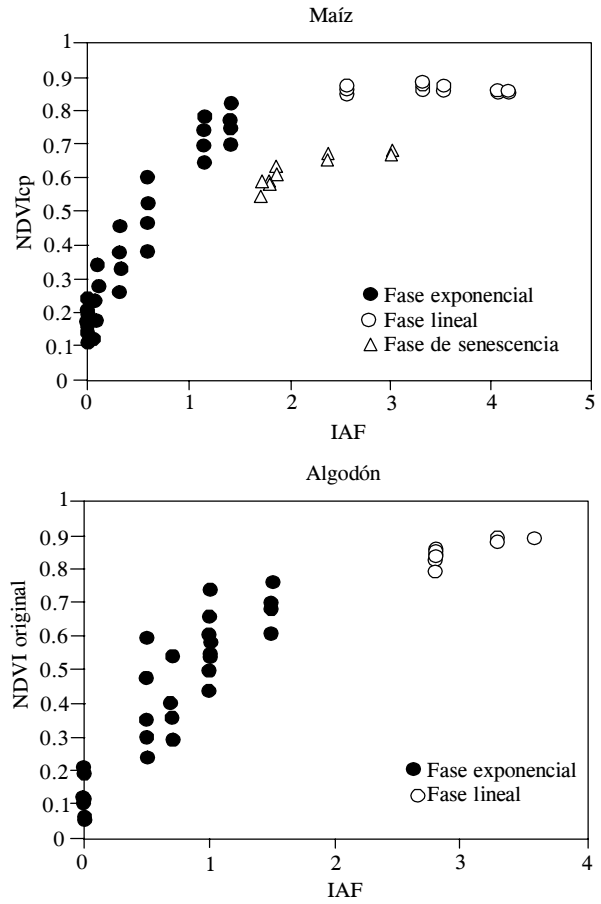 Maíz
1
0.9
0.8
0.7
0.6
0.5
0.4
0.3
0.2
0.1
0
NDVIcp
Fase exponencial
Fase lineal
Fase de senescencia
0 1 2 3 4 5
IAF
Algodón
1
0.9
0.8
0.7
0.6
0.5
0.4
0.3
0.2
0.1
0
NDVI original
Fase exponencial
Fase lineal
0 1 2 3 4
IAF